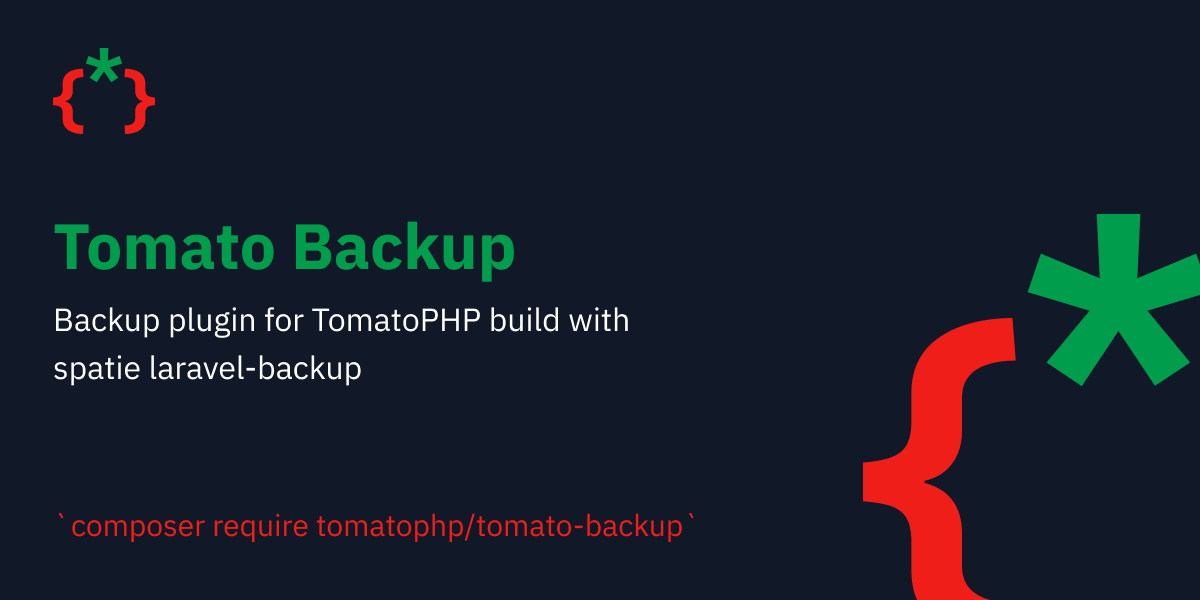 {*}
Tomato Backup
Backup plugin for TomatoPHP build with
spatie laravel-backup
`composer require tomatophp/tomato-backup`